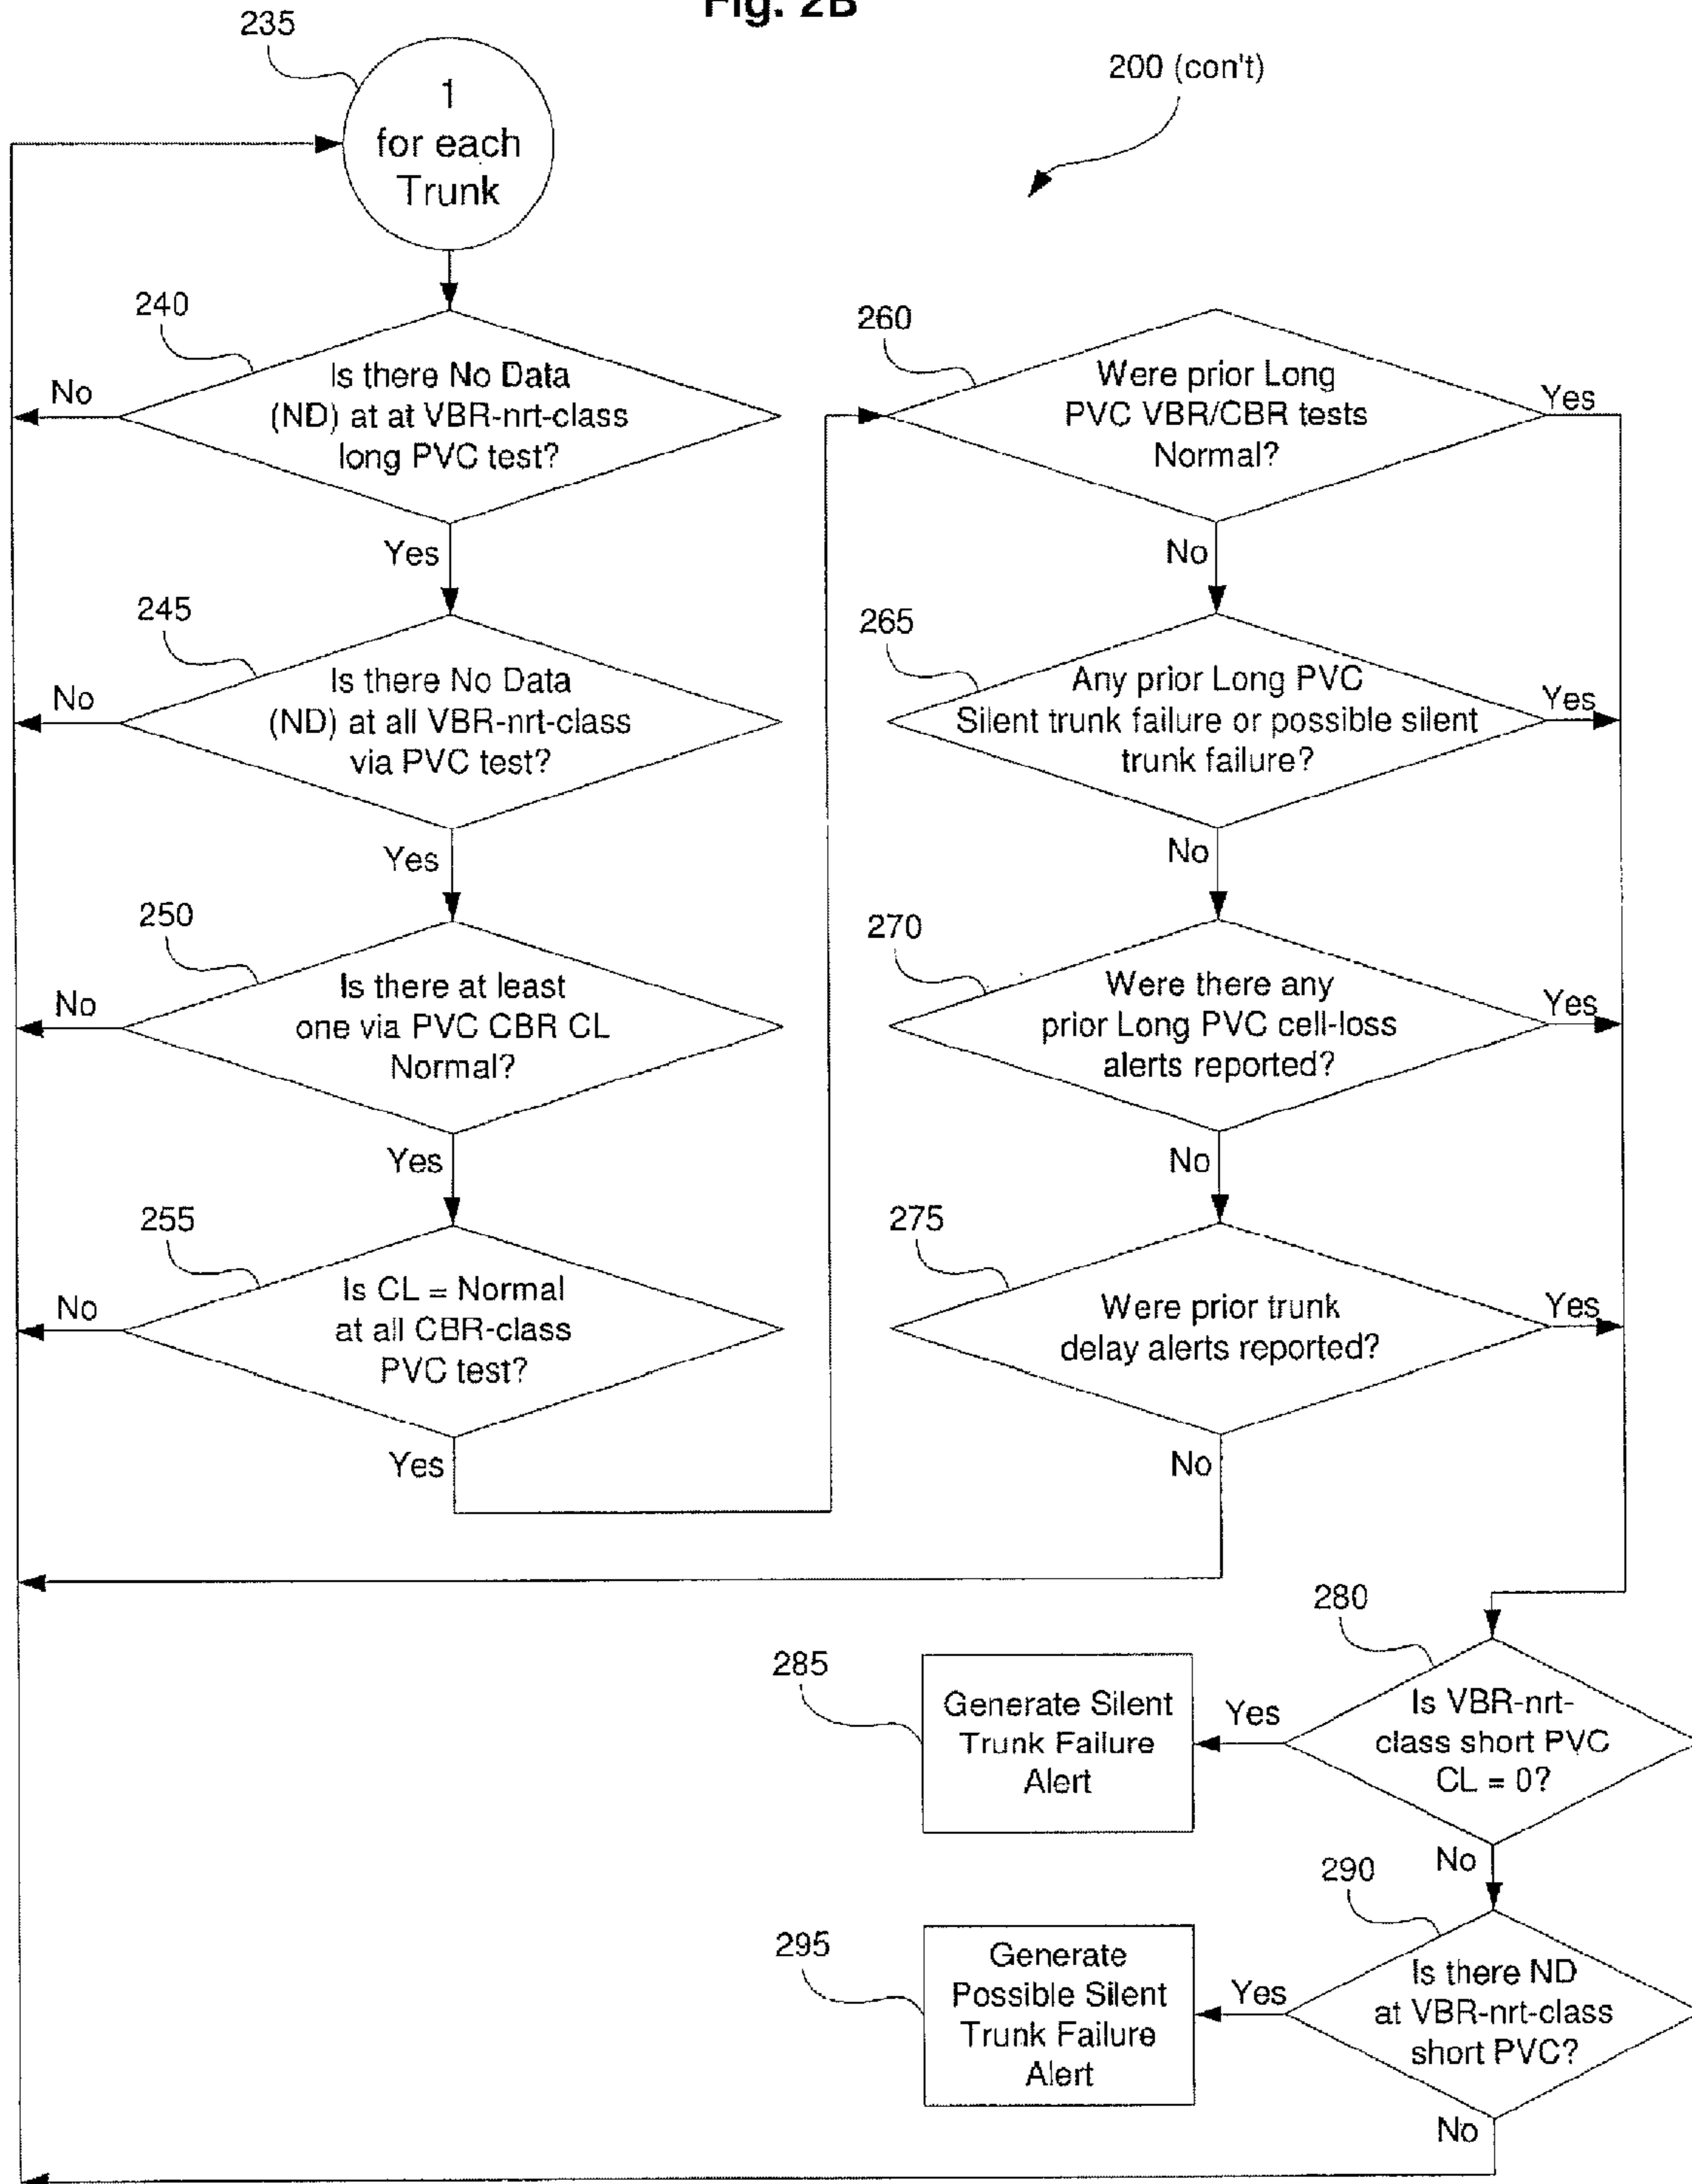 Fig. 2B
235
200 (con't)
1
for each
Trunk
240
Is there No Data
(ND) at at VBR-nrt-class
long PVC test?
No
Yes
245
Is there No Data
(ND) at all VBR-nrt-class
via PVC test?
No
Yes
250
Is there at least
one via PVC CBR CL
Normal?
No
Yes
255
Is CL = Normal
at all CBR-class
PVC test?
No
Yes
260
Were prior Long
PVC VBR/CBR tests
Normal?
Yes
No
265
Any prior Long PVC
Silent trunk failure or possible silent
trunk failure?
Yes
No
270
Were there any
prior Long PVC cell-loss
alerts reported?
Yes
No
275
Were prior trunk
delay alerts reported?
Yes
No
280
Is VBR-nrt-
class short PVC
CL = 0?
Yes
No
285
Generate Silent
Trunk Failure
Alert
290
Is there ND
at VBR-nrt-class
short PVC?
Yes
No
295
Generate
Possible Silent
Trunk Failure
Alert